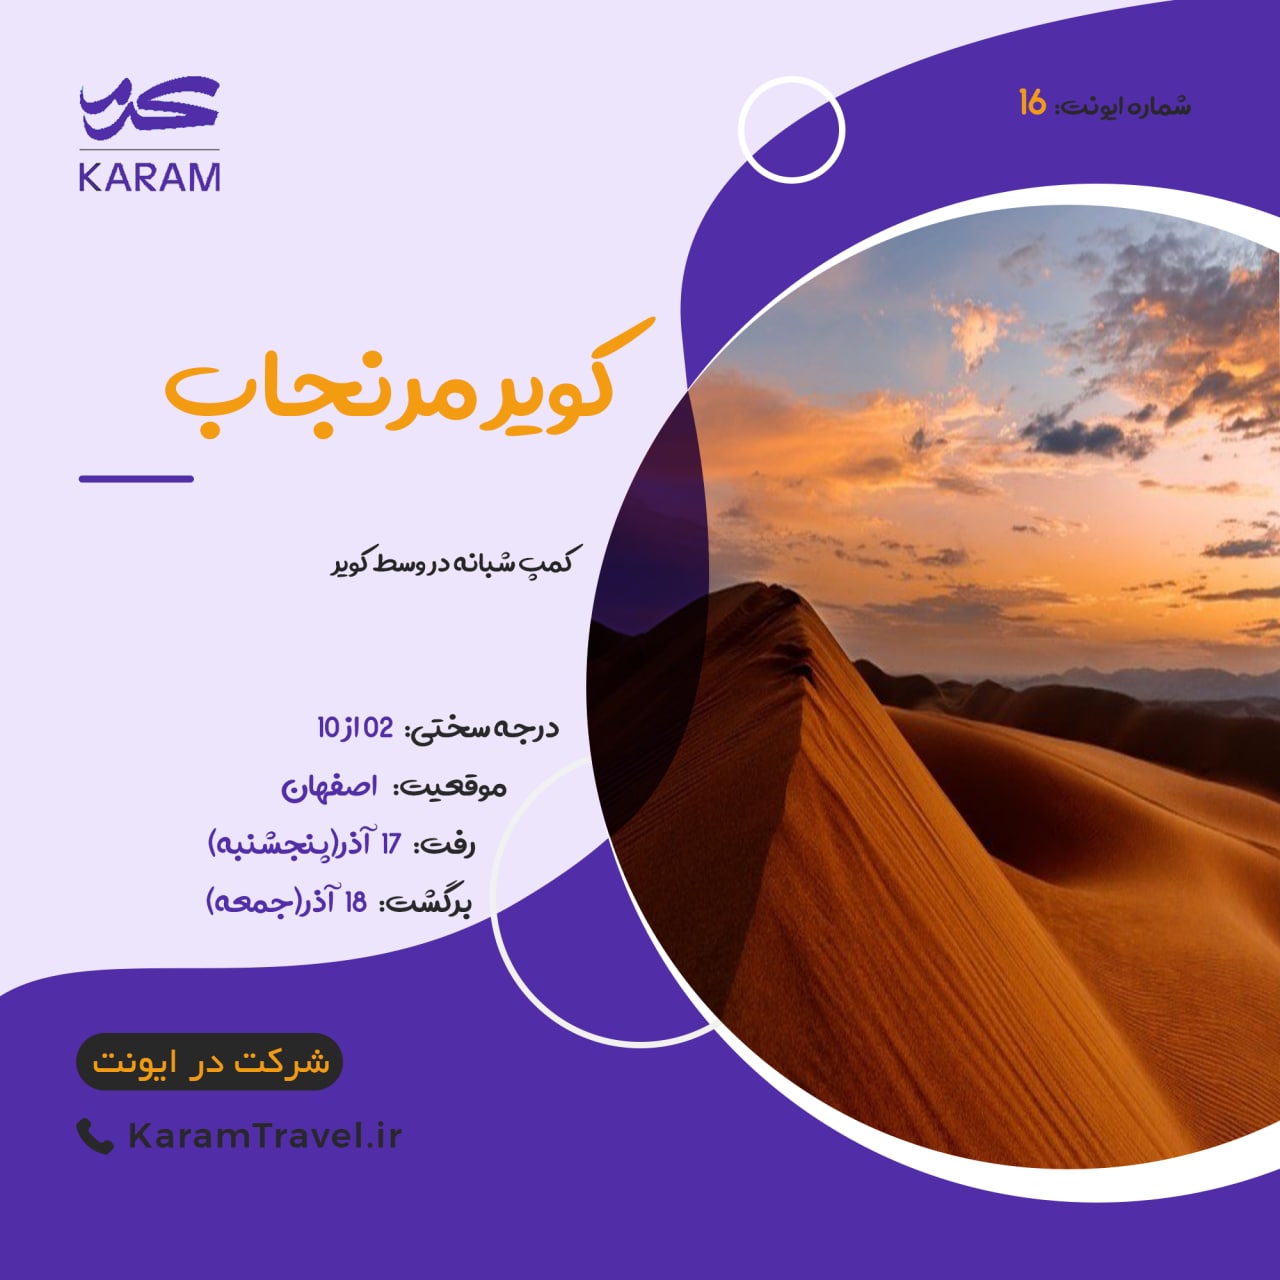 کرم
KARAM
شماره ایونت: 16
کویر مرنجاب
کمپ شبانه در وسط کویر
درجه سختی: 02 از 10
موقعیت: اصفهان
رفت: 17 آذر(پنجشنبه)
برگشت: 18 آذر(جمعه)
شرکت در ایونت
KaramTravel.ir